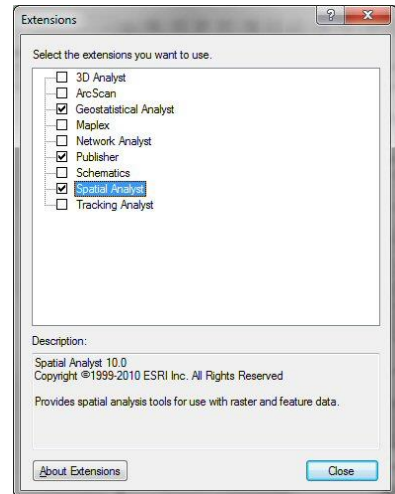 Extensions
Select the extensions you want to use.
3D Analyst
ArcScan
Geostatistical Analyst
Maplex
Network Analyst
Publisher
Schematics
Spatial Analyst
Tracking Analyst
Description:
Spatial Analyst 10.0
Copyright ©1999-2010 ESRI Inc. All Rights Reserved
Provides spatial analysis tools for use with raster and feature data.
About Extensions
Close